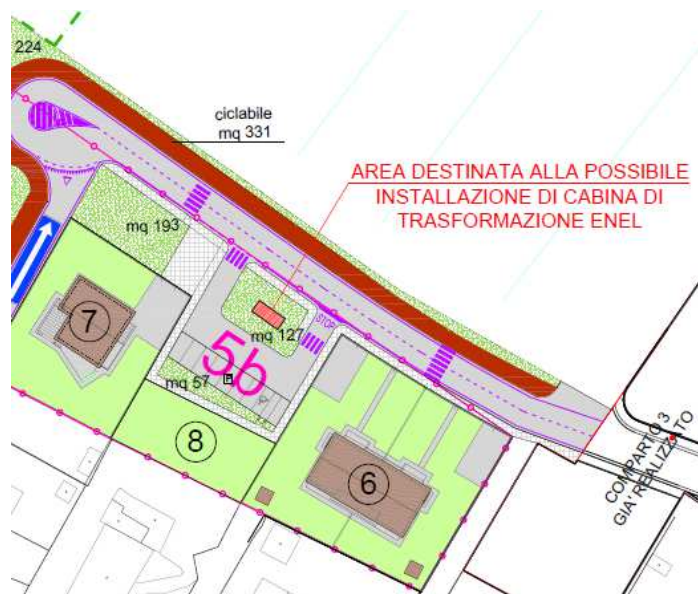 224
ciclabile
mq 331
AREA DESTINATA ALLA POSSIBILE
INSTALLAZIONE DI CABINA DI
TRASFORMAZIONE ENEL
mq 193
7
STOP
mq 127
5b
mq 57
8
6
COMPARTO 3
GIA' REALIZZATO